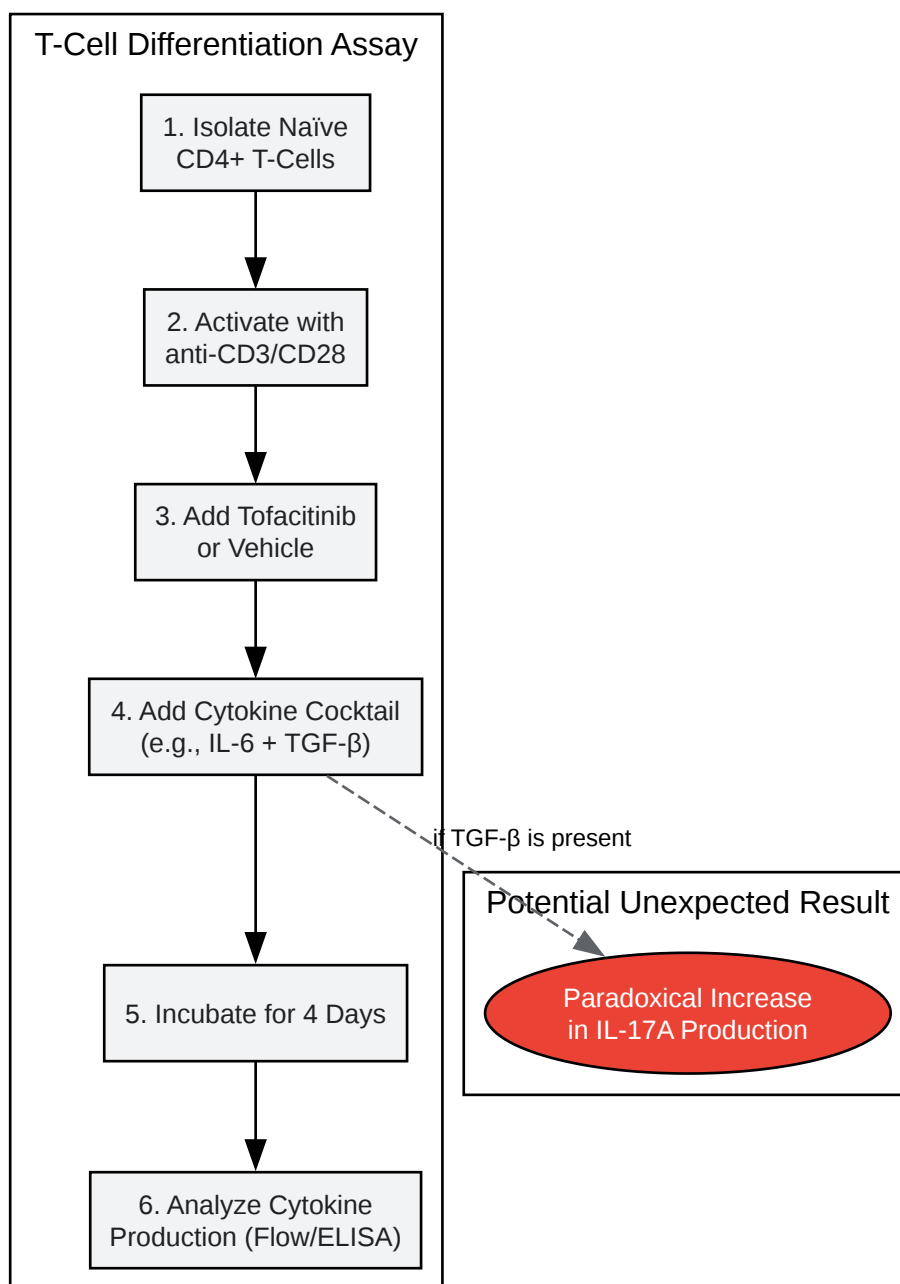 T-Cell Differentiation Assay
1. Isolate Naïve
CD4+ T-Cells
2. Activate with
anti-CD3/CD28
3. Add Tofacitinib
or Vehicle
4. Add Cytokine Cocktail
(e.g., IL-6 + TGF-β)
if TGF-β is present
Potential Unexpected Result
Paradoxical Increase
in IL-17A Production
5. Incubate for 4 Days
6. Analyze Cytokine
Production (Flow/ELISA)